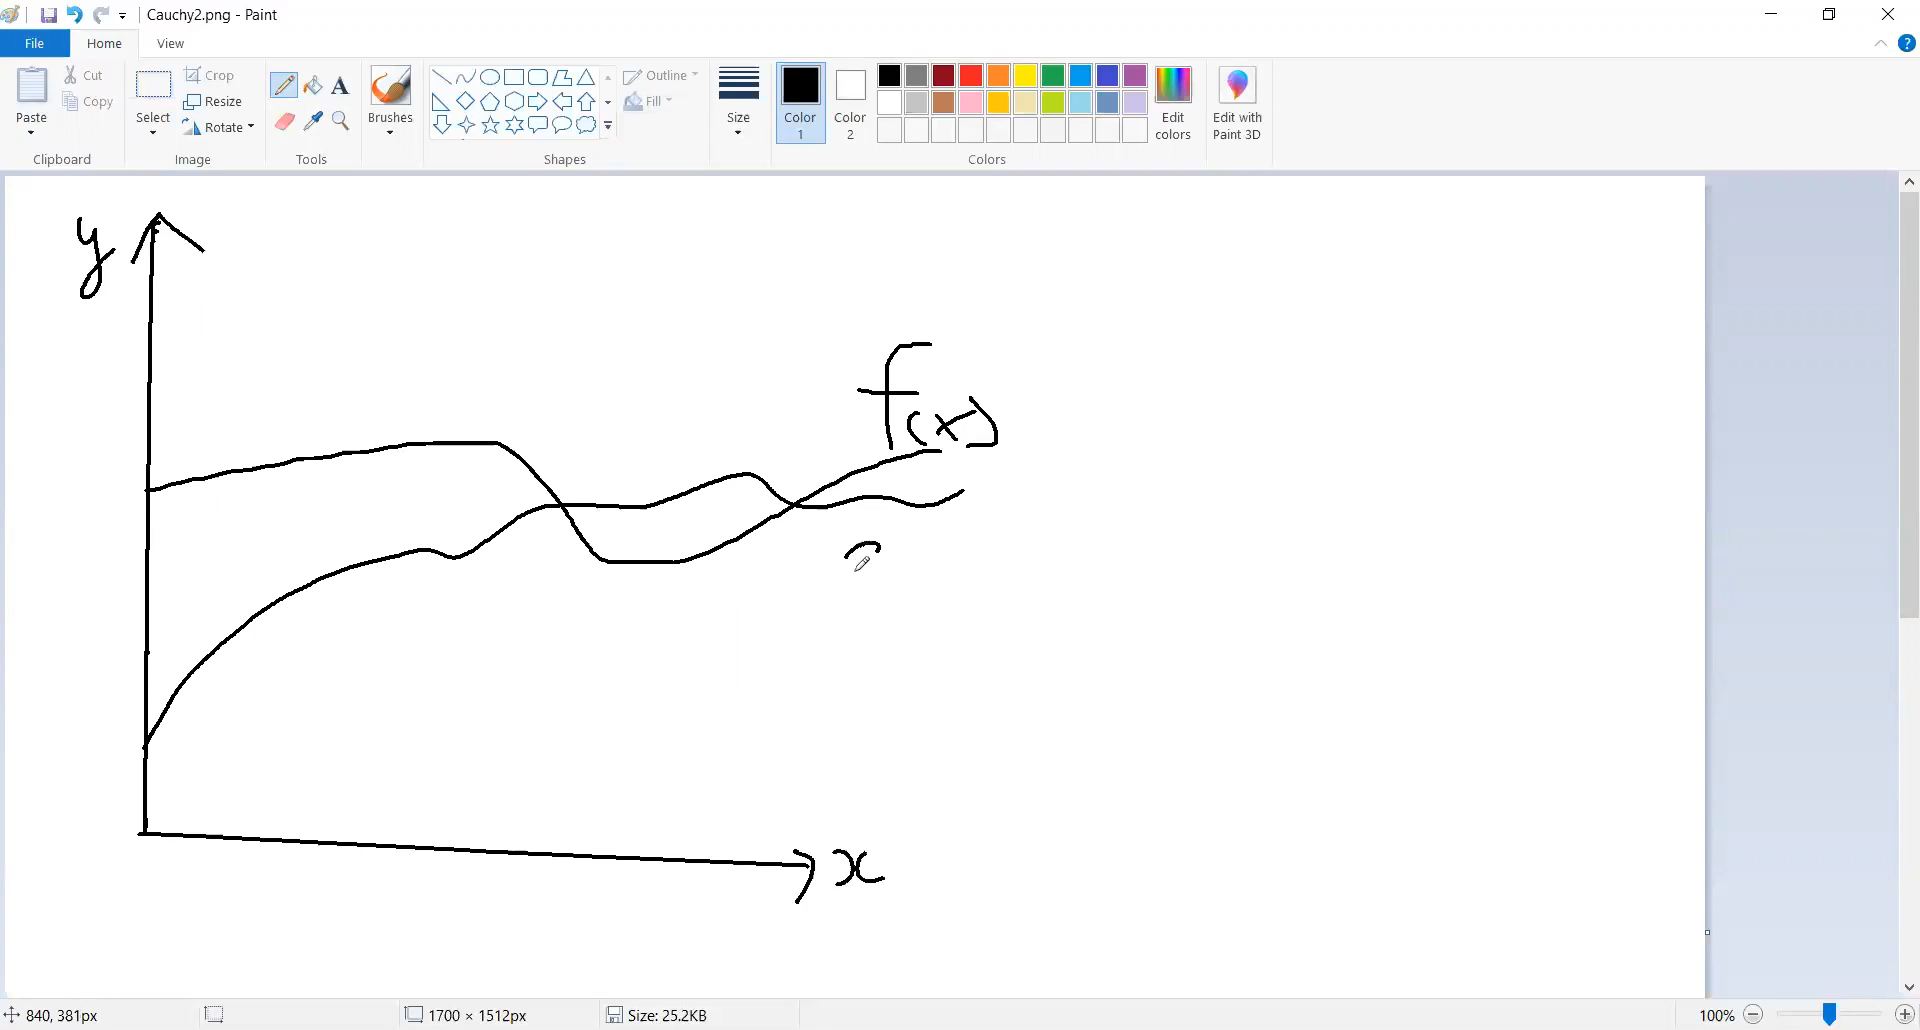 Cauchy2.png - Paint
File Home View
Paste
Cut
Copy
Clipboard
Select
Crop
Resize
Rotate
Image
Tools
A
Brushes
Shapes
Outline
Fill
Size
Color
1
Color
2
Edit
colors
Colors
Edit with
Paint 3D
y
f(x)
x
840, 381px
1700 × 1512px
Size: 25.2KB
100%